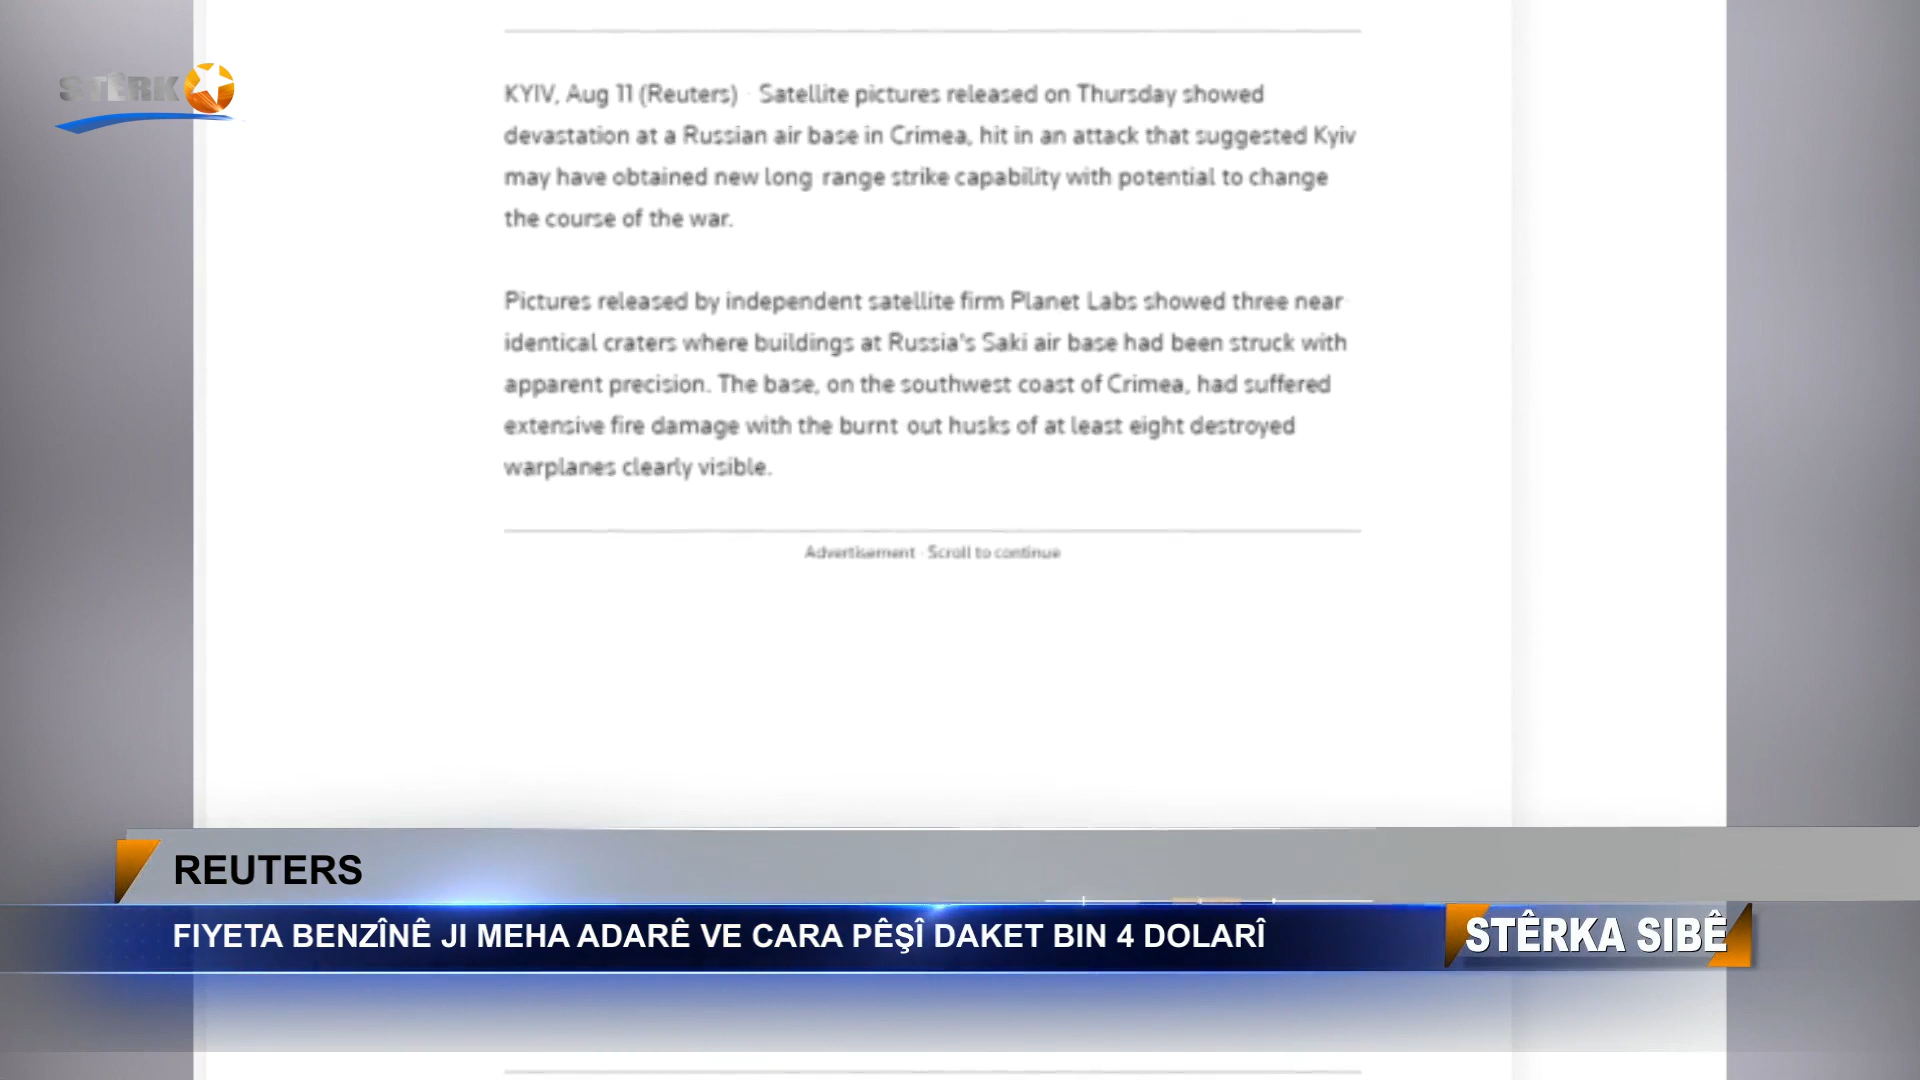 STÊRK
KYIV, Aug 11 (Reuters) - Satellite pictures released on Thursday showed
devastation at a Russian air base in Crimea, hit in an attack that suggested Kyiv
may have obtained new long range strike capability with potential to change
the course of the war.
Pictures released by independent satellite firm Planet Labs showed three near
identical craters where buildings at Russia's Saki air base had been struck with
apparent precision. The base, on the southwest coast of Crimea, had suffered
extensive fire damage with the burnt out husks of at least eight destroyed
warplanes clearly visible.
Advertisement · Scroll to continue
REUTERS
FIYETA BENZÎNÊ JI MEHA ADARÊ VE CARA PÊŞÎ DAKET BIN 4 DOLARÎ
STÊRKA SIBÊ